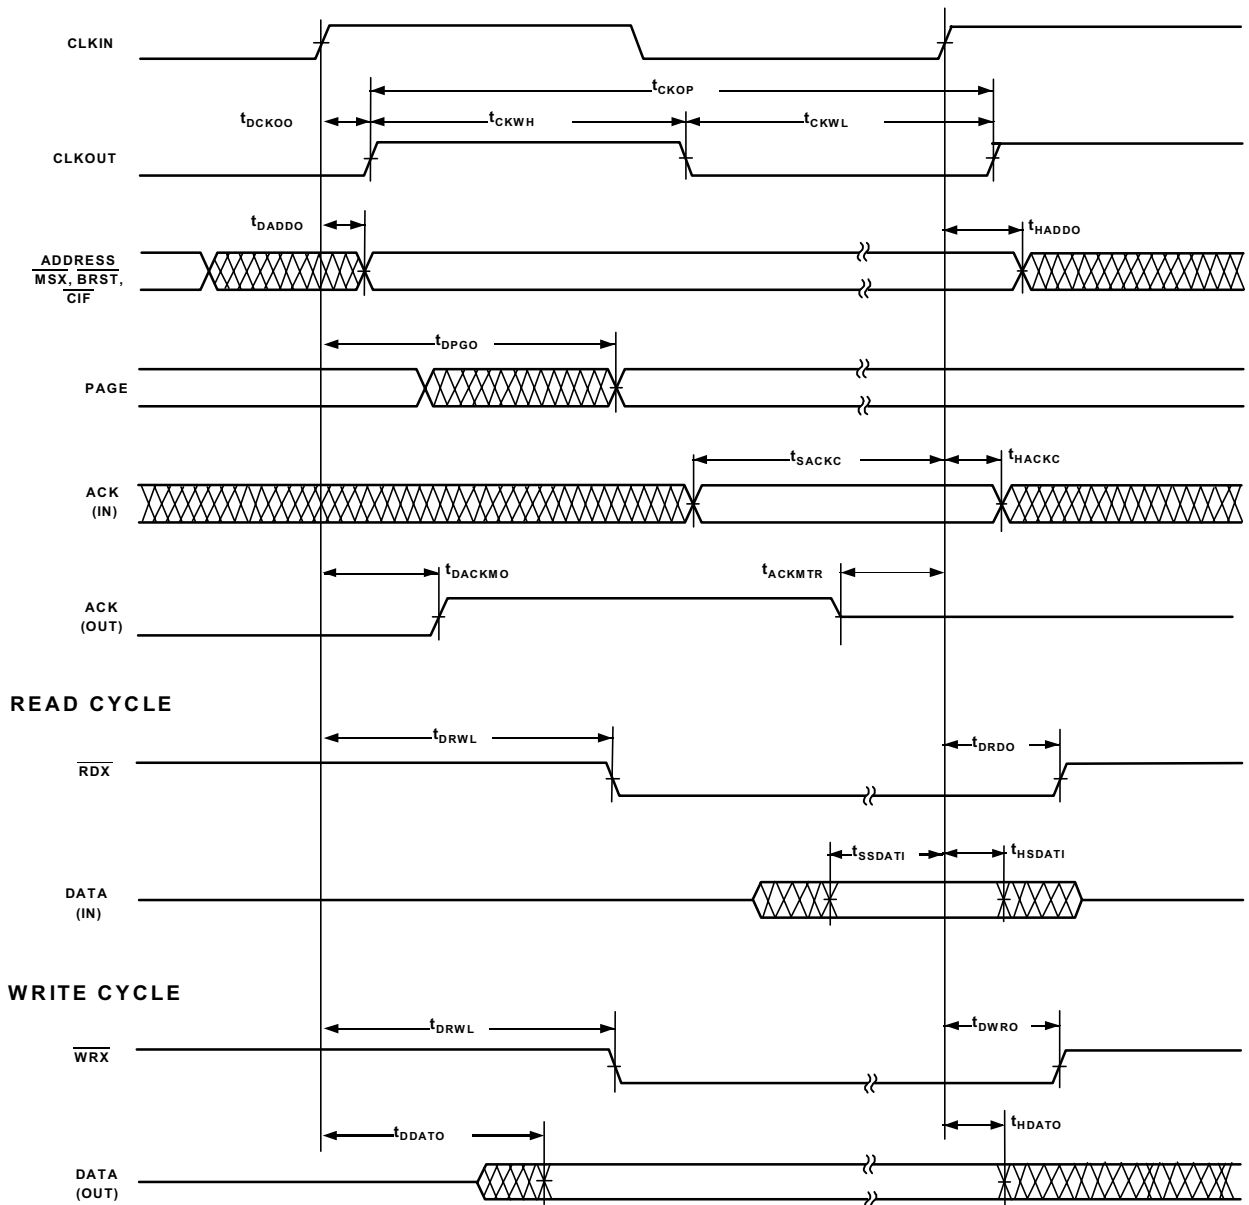 CLKIN
tCKOP
tDCKOO
tCKWH
tCKWL
CLKOUT
tDADDO
tHADDO
ADDRESS
MSX, BRST,
CIF
tDPGO
PAGE
tSACKC
tHACKC
ACK
(IN)
tDACKMO
tACKMTR
ACK
(OUT)
READ CYCLE
tDRWL
tDRDO
RDX
tSSDATI
tHSDATI
DATA
(IN)
WRITE CYCLE
tDRWL
tDWRO
WRX
tDDATO
tHDATO
DATA
(OUT)